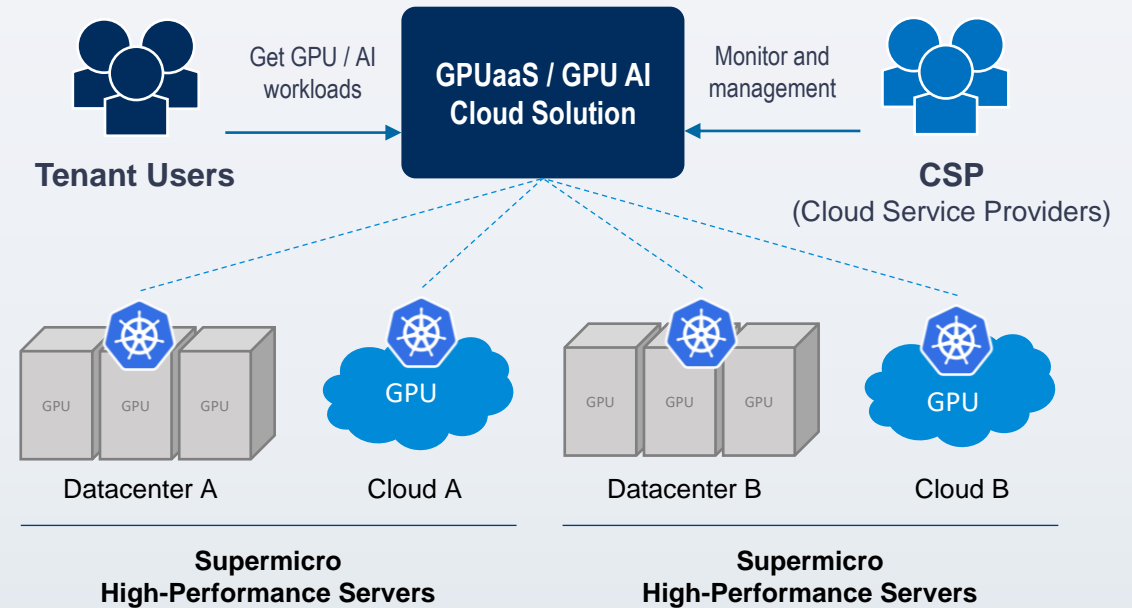 Get GPU / AI
workloads
GPUaaS / GPU AI
Cloud Solution
Monitor and
management
Tenant Users
CSP
(Cloud Service Providers)
GPU
GPU
GPU
GPU
GPU
GPU
GPU
GPU
Datacenter A
Cloud A
Datacenter B
Cloud B
Supermicro
High-Performance Servers
Supermicro
High-Performance Servers